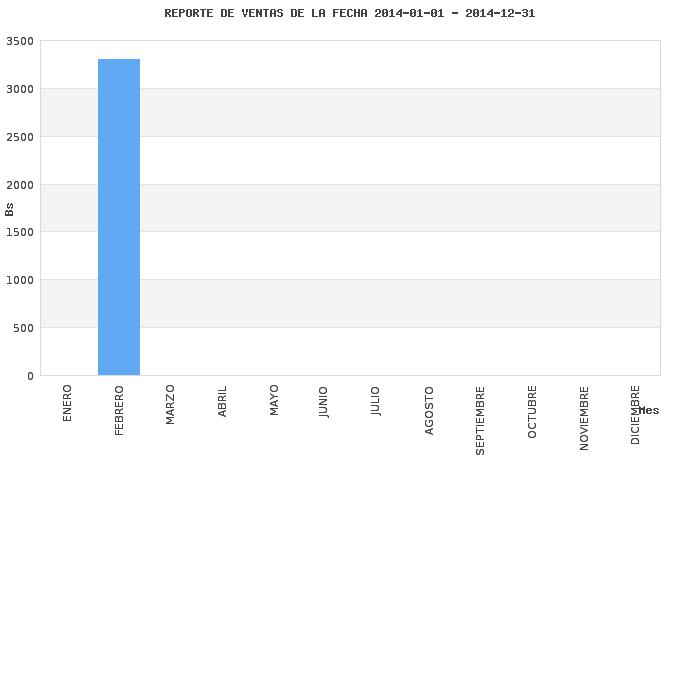 REPORTE DE VENTAS DE LA FECHA 2014-01-01 - 2014-12-31
3500
3000
2500
2000
Bs
1500
1000
500
0
ENERO
FEBRERO
MARZO
ABRIL
MAYO
JUNIO
JULIO
AGOSTO
SEPTIEMBRE
OCTUBRE
NOVIEMBRE
DICIEMBRE
Mes